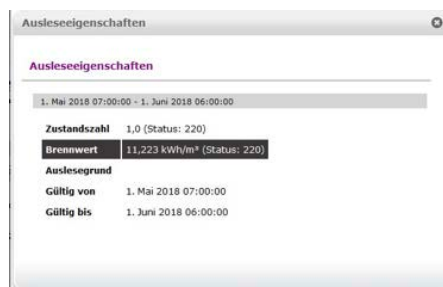 Ausleseeigenschaften
Ausleseeigenschaften
1. Mai 2018 07:00:00 - 1. Juni 2018 06:00:00
Zustandszahl 1,0 (Status: 220)
Brennwert 11,223 kWh/m³ (Status: 220)
Auslesegrund
Gültig von 1. Mai 2018 07:00:00
Gültig bis 1. Juni 2018 06:00:00